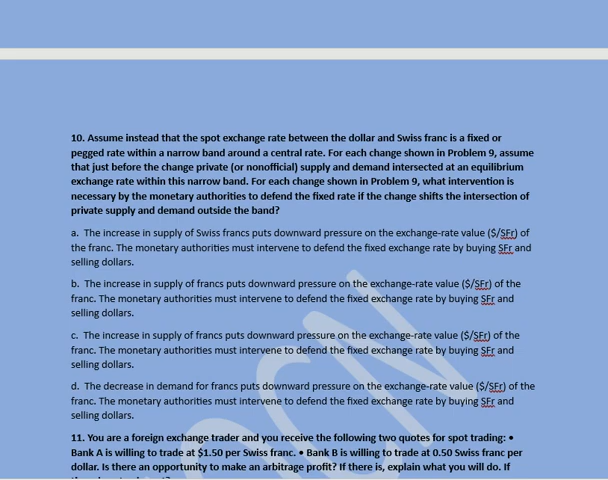 10. Assume instead that the spot exchange rate between the dollar and Swiss franc is a fixed or
pegged rate within a narrow band around a central rate. For each change shown in Problem 9, assume
that just before the change private (or nonofficial) supply and demand intersected at an equilibrium
exchange rate within this narrow band. For each change shown in Problem 9, what intervention is
necessary by the monetary authorities to defend the fixed rate if the change shifts the intersection of
private supply and demand outside the band?
a. The increase in supply of Swiss francs puts downward pressure on the exchange-rate value ($/SFr) of
the franc. The monetary authorities must intervene to defend the fixed exchange rate by buying SFr and
selling dollars.
b. The increase in supply of francs puts downward pressure on the exchange-rate value ($/SFr) of the
franc. The monetary authorities must intervene to defend the fixed exchange rate by buying SFr and
selling dollars.
c. The increase in supply of francs puts downward pressure on the exchange-rate value ($/SFr) of the
franc. The monetary authorities must intervene to defend the fixed exchange rate by buying SFr and
selling dollars.
d. The decrease in demand for francs puts downward pressure on the exchange-rate value ($/SFr) of the
franc. The monetary authorities must intervene to defend the fixed exchange rate by buying SFr and
selling dollars.
11. You are a foreign exchange trader and you receive the following two quotes for spot trading: •
Bank A is willing to trade at $1.50 per Swiss franc. • Bank B is willing to trade at 0.50 Swiss franc per
dollar. Is there an opportunity to make an arbitrage profit? If there is, explain what you will do. If